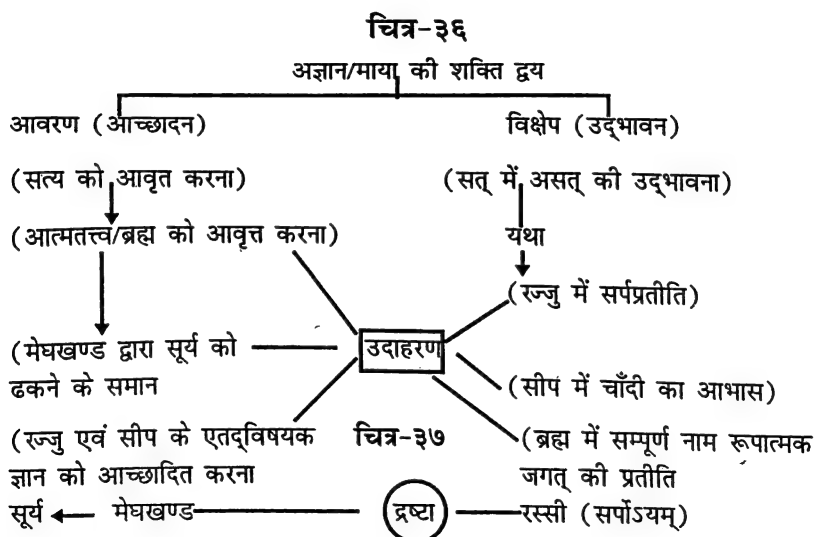 चित्र-३६
अज्ञान/माया की शक्ति द्वय
आवरण (आच्छादन) विक्षेप (उद्‌भावन)
(सत्य को आवृत करना) (सत् में असत् की उद्‌भावना)
(आत्मतत्त्व/ब्रह्म को आवृत्त करना) यथा
(रज्जु में सर्पप्रतीति)
(मेघखण्ड द्वारा सूर्य को उदाहरण
ढकने के समान (सीप में चाँदी का आभास)
(रज्जु एवं सीप के एतद्‌विषयक चित्र-३७ (ब्रह्म में सम्पूर्ण नाम रूपात्मक
ज्ञान को आच्छादित करना जगत् की प्रतीति
सूर्य मेघखण्ड द्रष्टा रस्सी (सर्पोऽयम्)